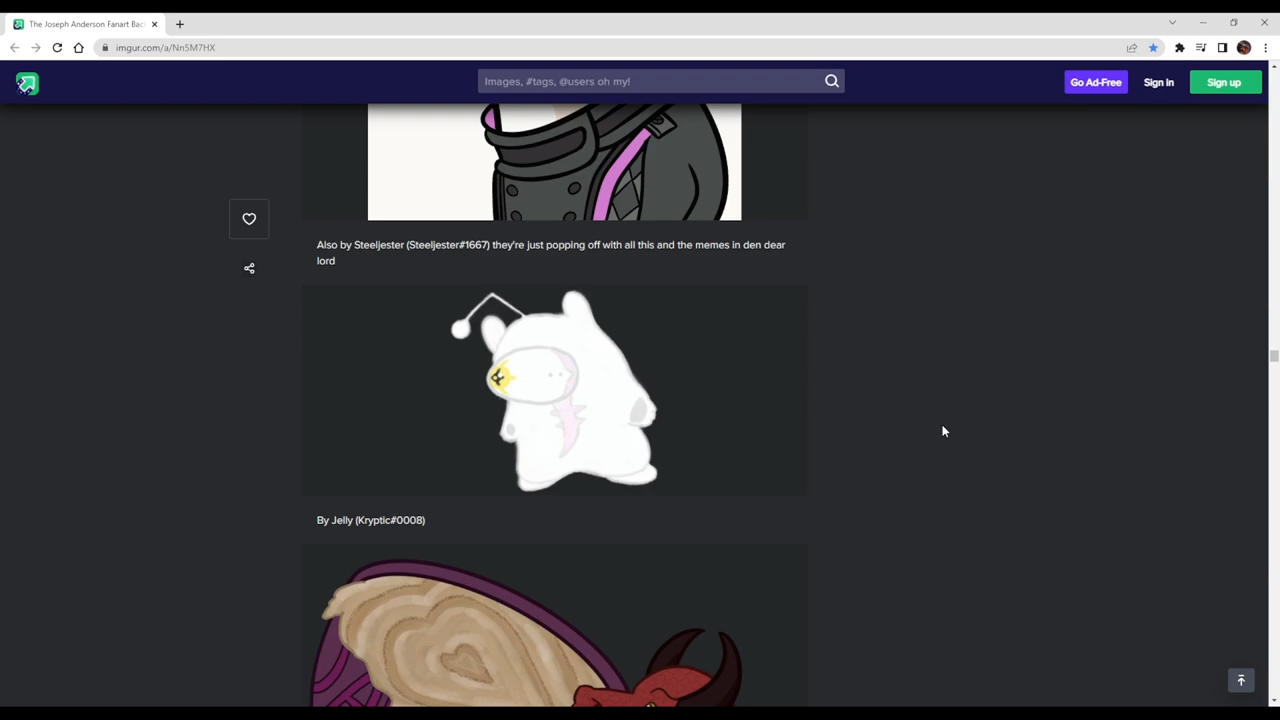 The Joseph Anderson Fanart Bac
imgur.com/a/Nn5M7HX
Images, #tags, @users oh my!
Go Ad-Free
Sign in
Sign up
Also by Steeljester (Steeljester#1667) they're just popping off with all this and the memes in den dear
lord
By Jelly (Kryptic#0008)